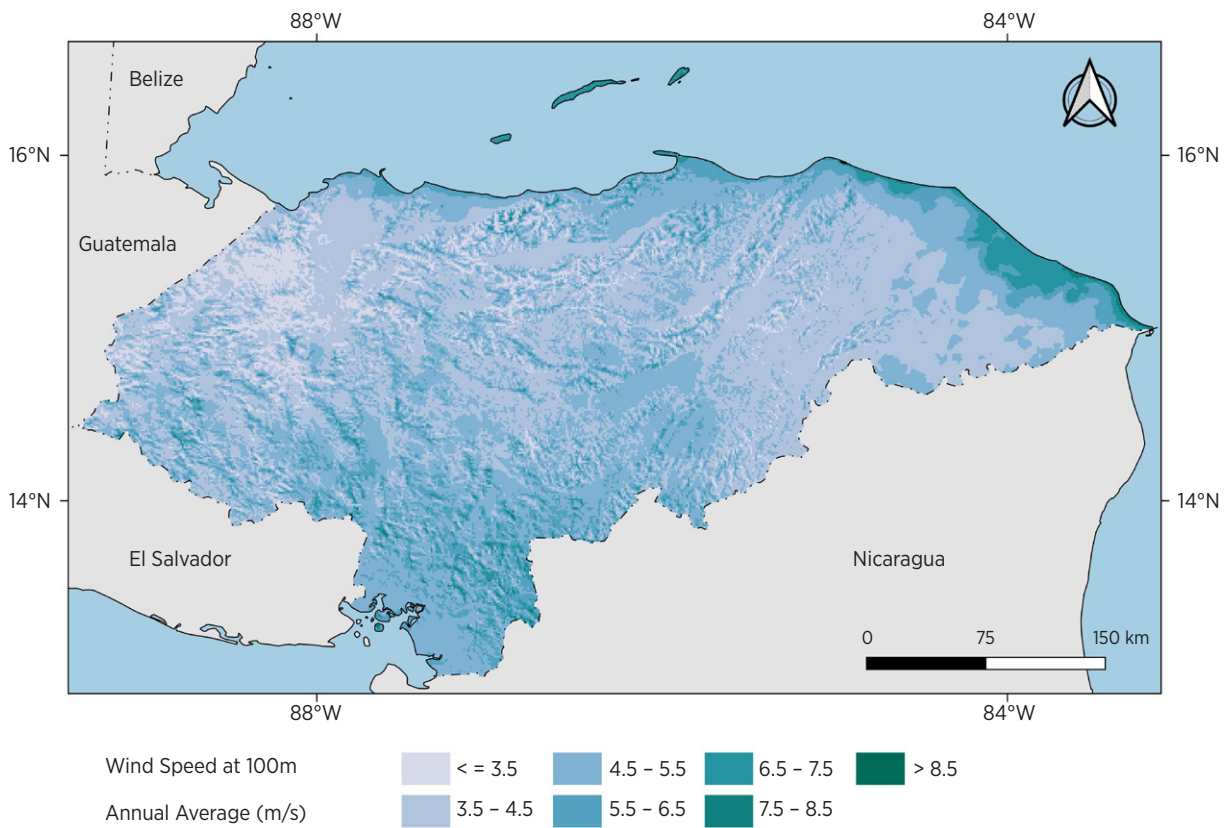 88°W 84°W
Belize
16°N 16°N
Guatemala
14°N 14°N
El Salvador Nicaragua
0 75 150 km
88°W 84°W
Wind Speed at 100m < = 3.5 4.5 – 5.5 6.5 – 7.5 > 8.5
Annual Average (m/s) 3.5 – 4.5 5.5 – 6.5 7.5 – 8.5